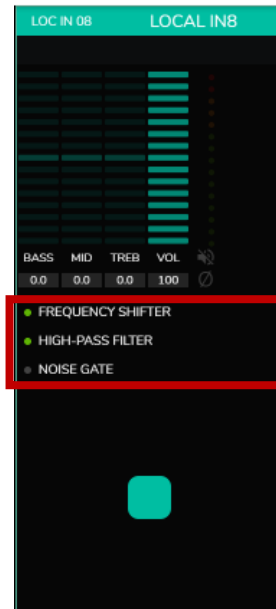 LOC IN 08 LOCAL IN8
BASS MID TREB VOL
0.0 0.0 0.0 100
FREQUENCY SHIFTER
HIGH-PASS FILTER
NOISE GATE